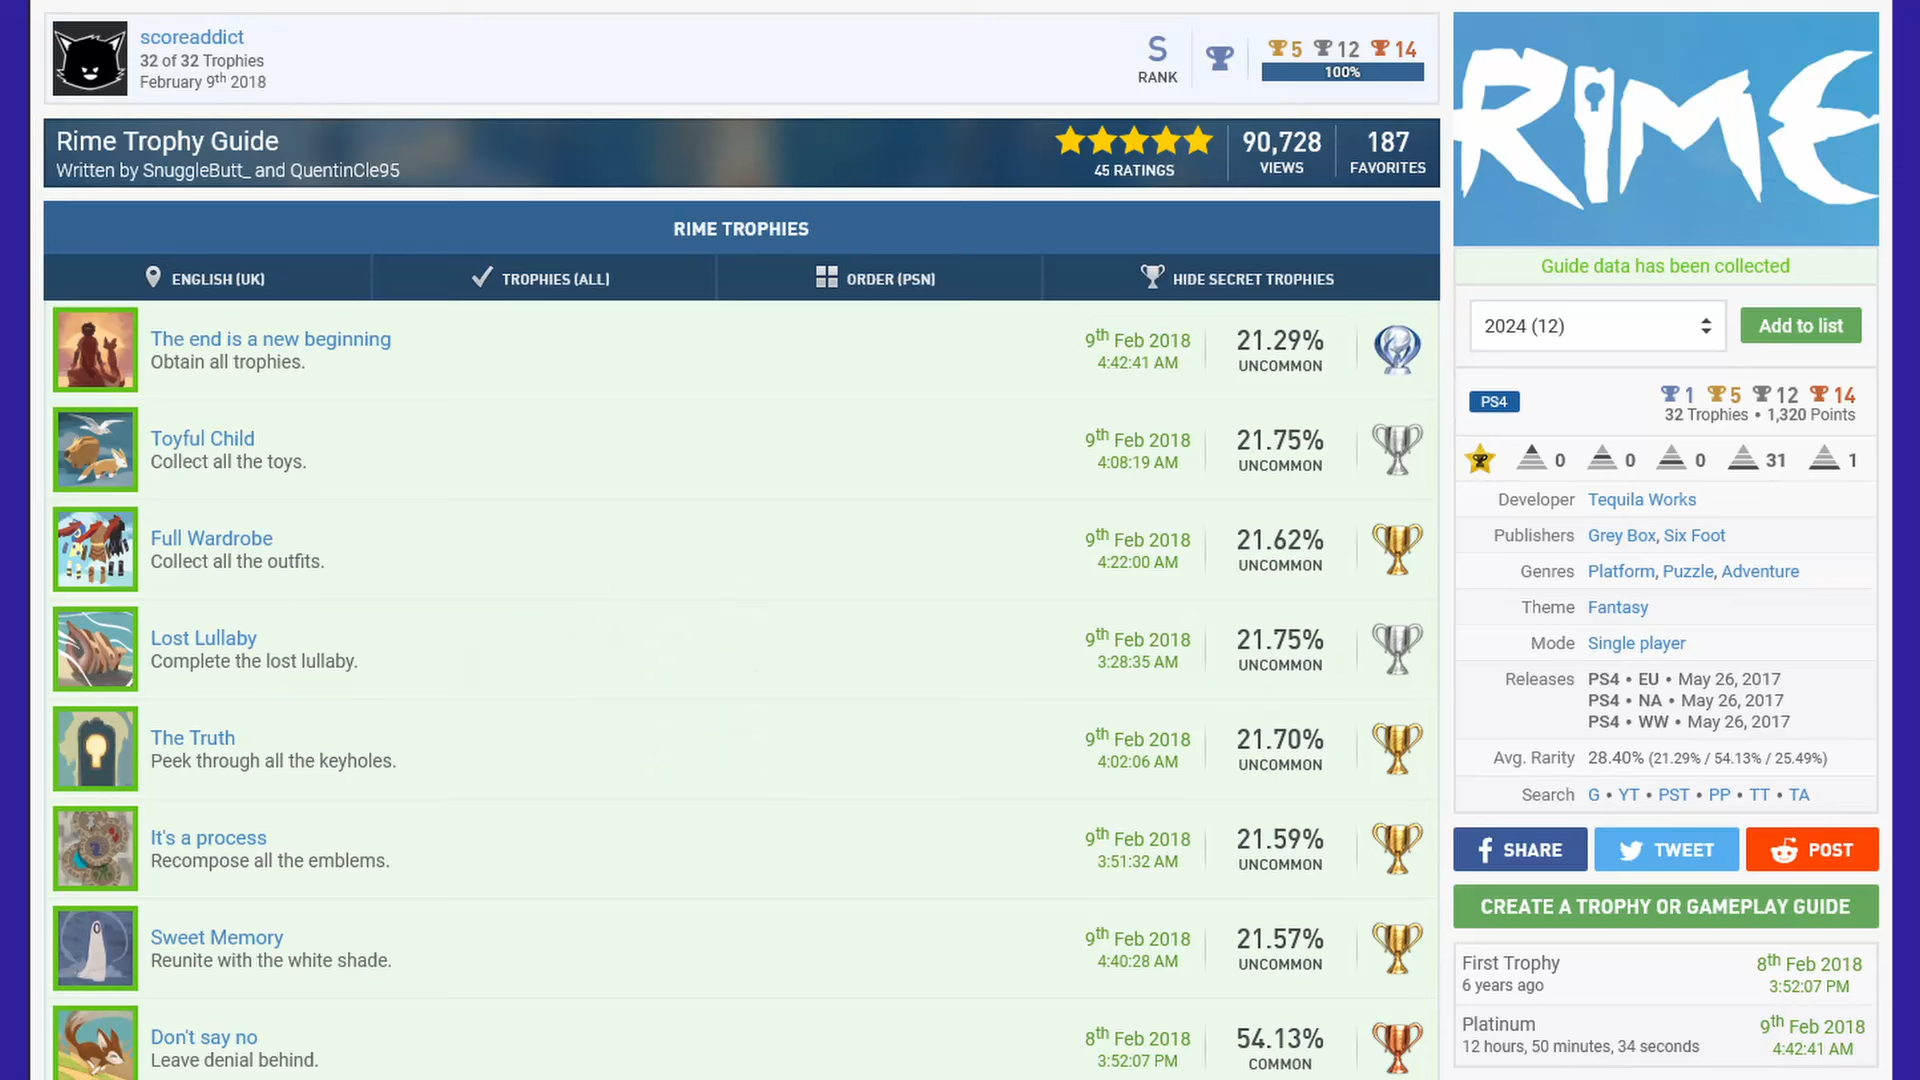 scoreaddict
32 of 32 Trophies
February 9th 2018
S
RANK
5 12 14
100%
Rime Trophy Guide
Written by SnuggleButt_ and QuentinCle95
45 RATINGS
90,728
VIEWS
187
FAVORITES
RIME TROPHIES
ENGLISH (UK)
TROPHIES (ALL)
ORDER (PSN)
HIDE SECRET TROPHIES
The end is a new beginning
Obtain all trophies.
9th Feb 2018
4:42:41 AM
21.29%
UNCOMMON
Toyful Child
Collect all the toys.
9th Feb 2018
4:08:19 AM
21.75%
UNCOMMON
Full Wardrobe
Collect all the outfits.
9th Feb 2018
4:22:00 AM
21.62%
UNCOMMON
Lost Lullaby
Complete the lost lullaby.
9th Feb 2018
3:28:35 AM
21.75%
UNCOMMON
The Truth
Peek through all the keyholes.
9th Feb 2018
4:02:06 AM
21.70%
UNCOMMON
It's a process
Recompose all the emblems.
9th Feb 2018
3:51:32 AM
21.59%
UNCOMMON
Sweet Memory
Reunite with the white shade.
9th Feb 2018
4:40:28 AM
21.57%
UNCOMMON
Don't say no
Leave denial behind.
8th Feb 2018
3:52:07 PM
54.13%
COMMON
RiME
Guide data has been collected
2024 (12)
Add to list
PS4
1 5 12 14
32 Trophies • 1,320 Points
0 0 0 31 1
Developer Tequila Works
Publishers Grey Box, Six Foot
Genres Platform, Puzzle, Adventure
Theme Fantasy
Mode Single player
Releases PS4 • EU • May 26, 2017
PS4 • NA • May 26, 2017
PS4 • WW • May 26, 2017
Avg. Rarity 28.40% (21.29% / 54.13% / 25.49%)
Search G • YT • PST • PP • TT • TA
SHARE
TWEET
POST
CREATE A TROPHY OR GAMEPLAY GUIDE
First Trophy
6 years ago
8th Feb 2018
3:52:07 PM
Platinum
12 hours, 50 minutes, 34 seconds
9th Feb 2018
4:42:41 AM